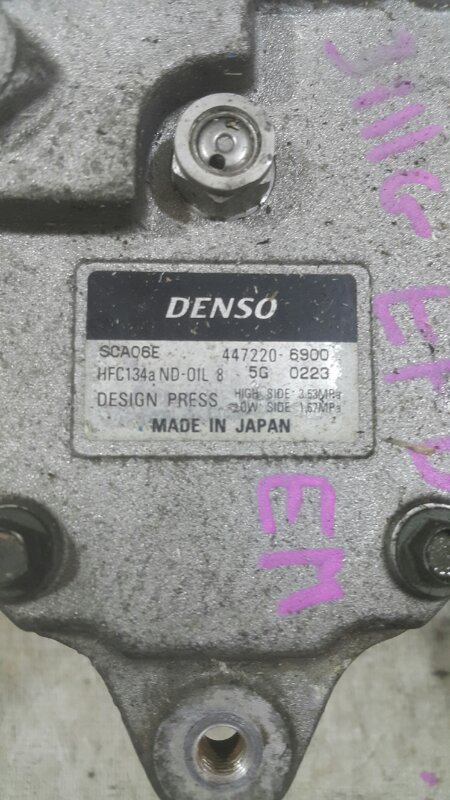 DENSO
SCA06E 447220-6900
HFC134a ND-OIL 8 5G 0223
DESIGN PRESS HIGH SIDE 3.53MPa
LOW SIDE 1.67MPa
MADE IN JAPAN
EM